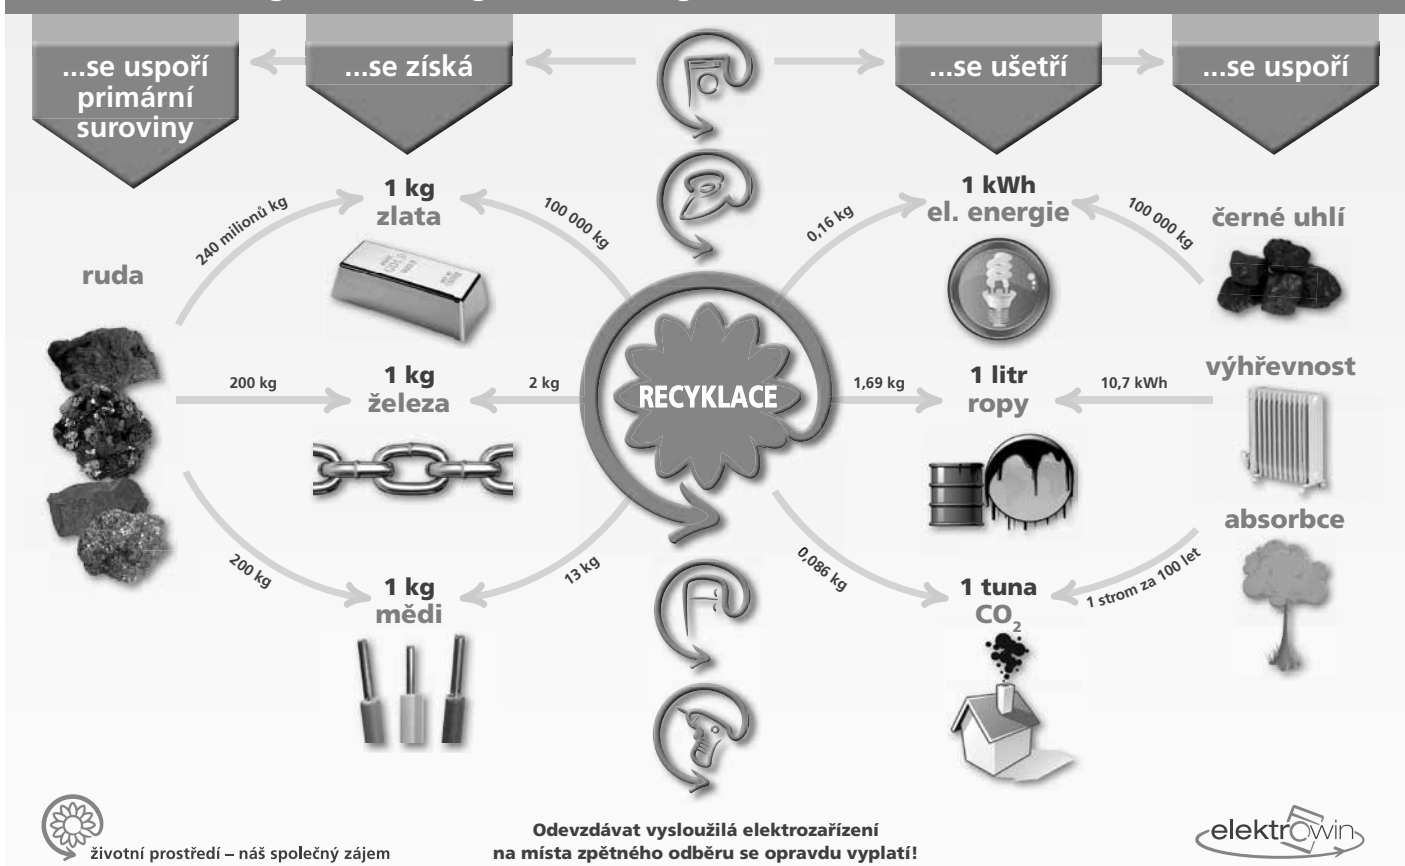 ...se uspoří
primární
suroviny
...se získá
...se ušetří
...se uspoří
240 milionů kg
1 kg
zlata
100 000 kg
0,16 kg
1 kWh
el. energie
100 000 kg
černé uhlí
ruda
200 kg
1 kg
železa
2 kg
RECYKLACE
1,69 kg
1 litr
ropy
10,7 kWh
výhřevnost
200 kg
1 kg
mědi
13 kg
0,086 kg
1 tuna
CO2
1 strom za 100 let
absorbce
životní prostředí – náš společný zájem
Odevzdávat vysloužilá elektrozařízení
na místa zpětného odběru se opravdu vyplatí!
elektrowin